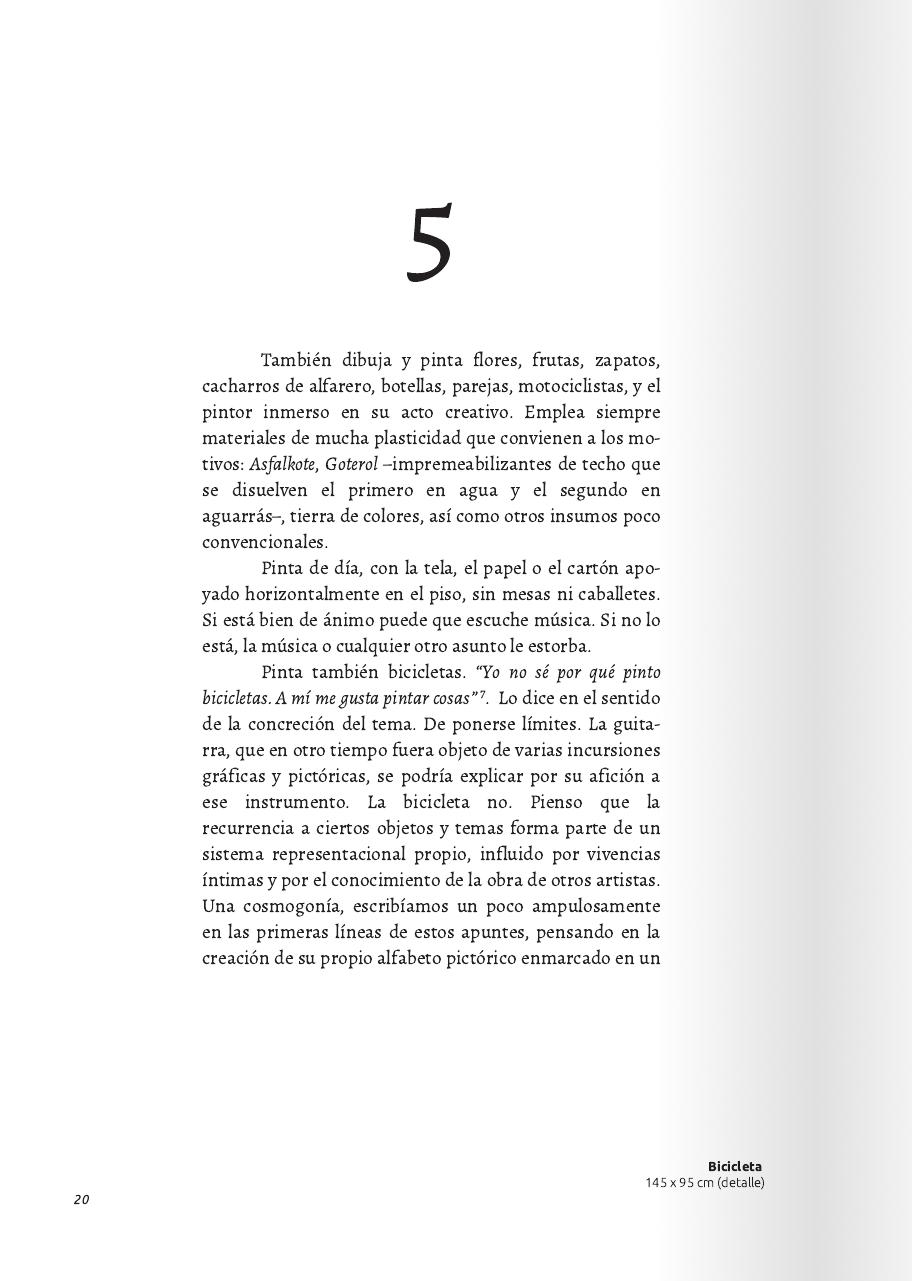 5
También dibuja y pinta flores, frutas, zapatos,
cacharros de alfarero, botellas, parejas, motociclistas, y el
pintor inmerso en su acto creativo. Emplea siempre
materiales de mucha plasticidad que convienen a los mo-
tivos: Asfalkote, Goterol –impremeabilizantes de techo que
se disuelven el primero en agua y el segundo en
aguarrás–, tierra de colores, así como otros insumos poco
convencionales.
Pinta de día, con la tela, el papel o el cartón apo-
yado horizontalmente en el piso, sin mesas ni caballetes.
Si está bien de ánimo puede que escuche música. Si no lo
está, la música o cualquier otro asunto le estorba.
Pinta también bicicletas. “Yo no sé por qué pinto
bicicletas. A mí me gusta pintar cosas”⁷. Lo dice en el sentido
de la concreción del tema. De ponerse límites. La guita-
rra, que en otro tiempo fuera objeto de varias incursiones
gráficas y pictóricas, se podría explicar por su afición a
ese instrumento. La bicicleta no. Pienso que la
recurrencia a ciertos objetos y temas forma parte de un
sistema representacional propio, influido por vivencias
íntimas y por el conocimiento de la obra de otros artistas.
Una cosmogonía, escribíamos un poco ampulosamente
en las primeras líneas de estos apuntes, pensando en la
creación de su propio alfabeto pictórico enmarcado en un
Bicicleta
145 x 95 cm (detalle)
20